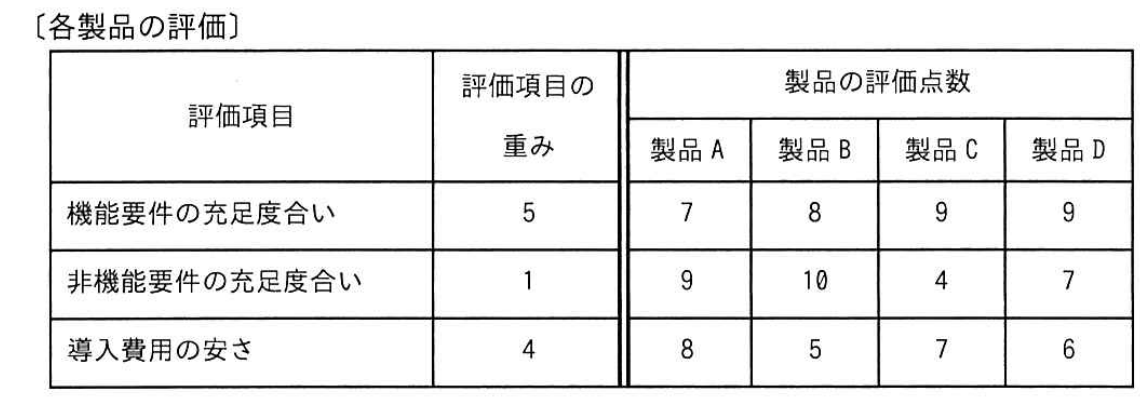 〔各製品の評価〕
評価項目 評価項目の重み 製品の評価点数
製品 A 製品 B 製品 C 製品 D
機能要件の充足度合い 5 7 8 9 9
非機能要件の充足度合い 1 9 10 4 7
導入費用の安さ 4 8 5 7 6